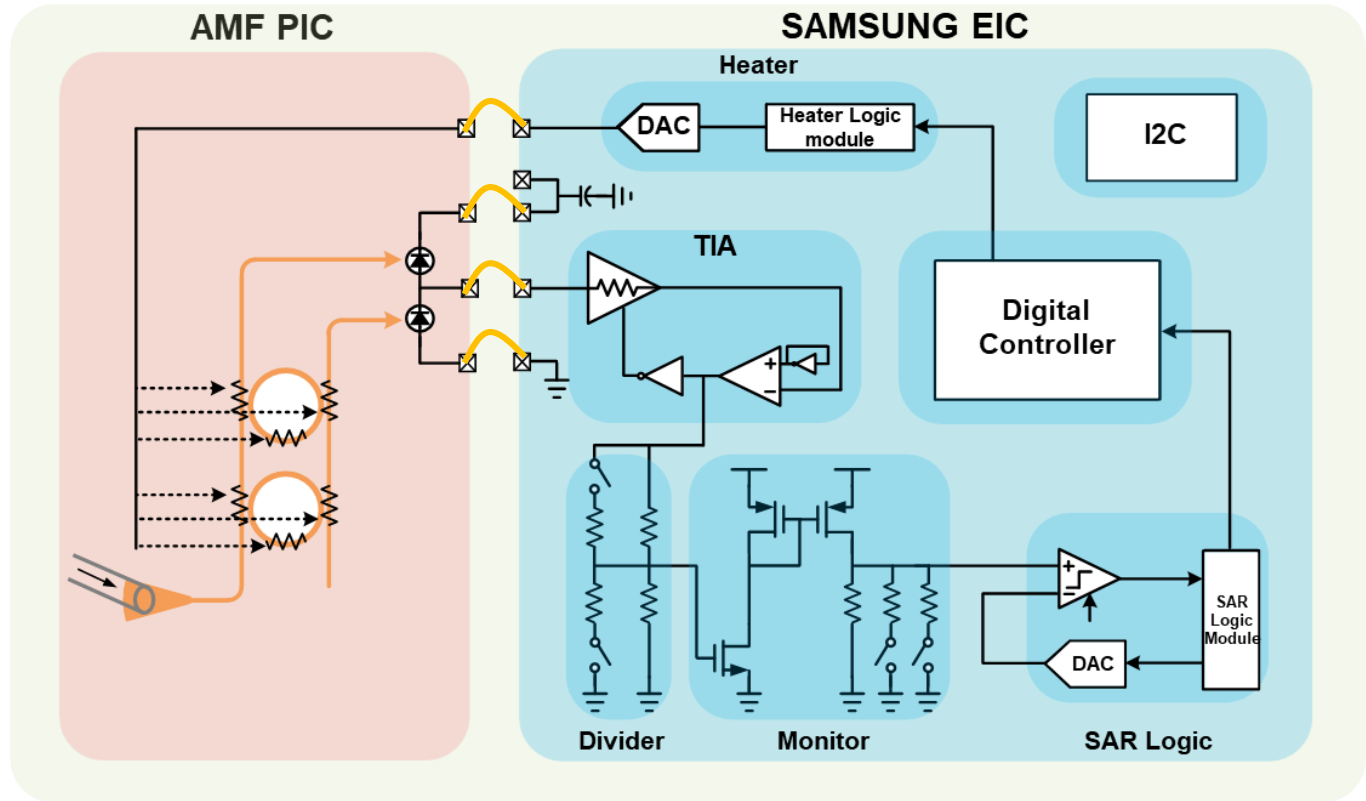 AMF PIC
SAMSUNG EIC
Heater
DAC
Heater Logic
module
I2C
TIA
+
−
Digital
Controller
+
−
SAR
Logic
Module
DAC
Divider
Monitor
SAR Logic